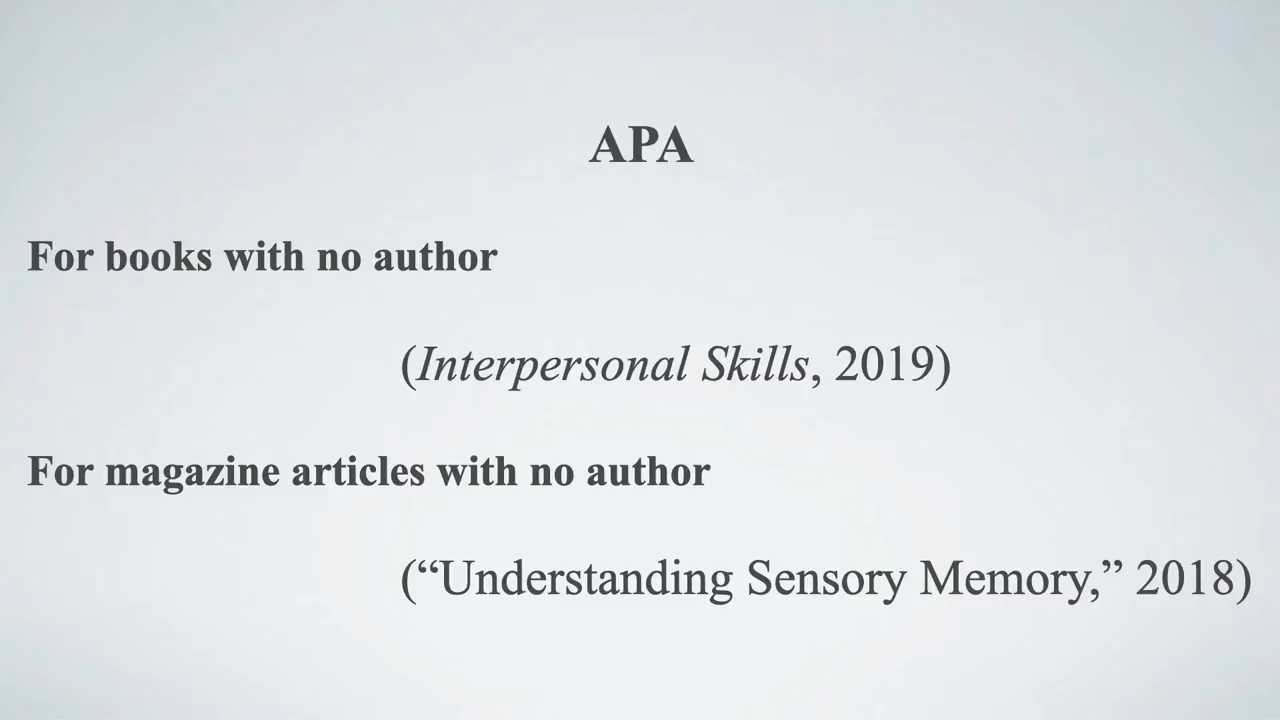 APA
For books with no author
(Interpersonal Skills, 2019)
For magazine articles with no author
(“Understanding Sensory Memory,” 2018)